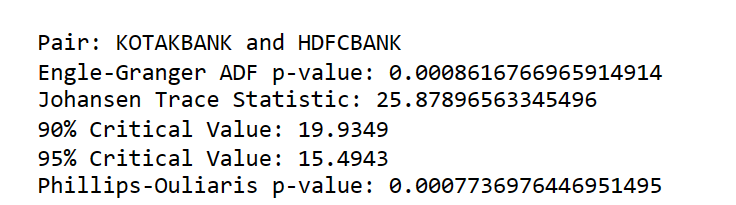 Pair: KOTAKBANK and HDFCBANK
Engle-Granger ADF p-value: 0.0008616766965914914
Johansen Trace Statistic: 25.87896563345496
90% Critical Value: 19.9349
95% Critical Value: 15.4943
Phillips-Ouliaris p-value: 0.0007736976446951495